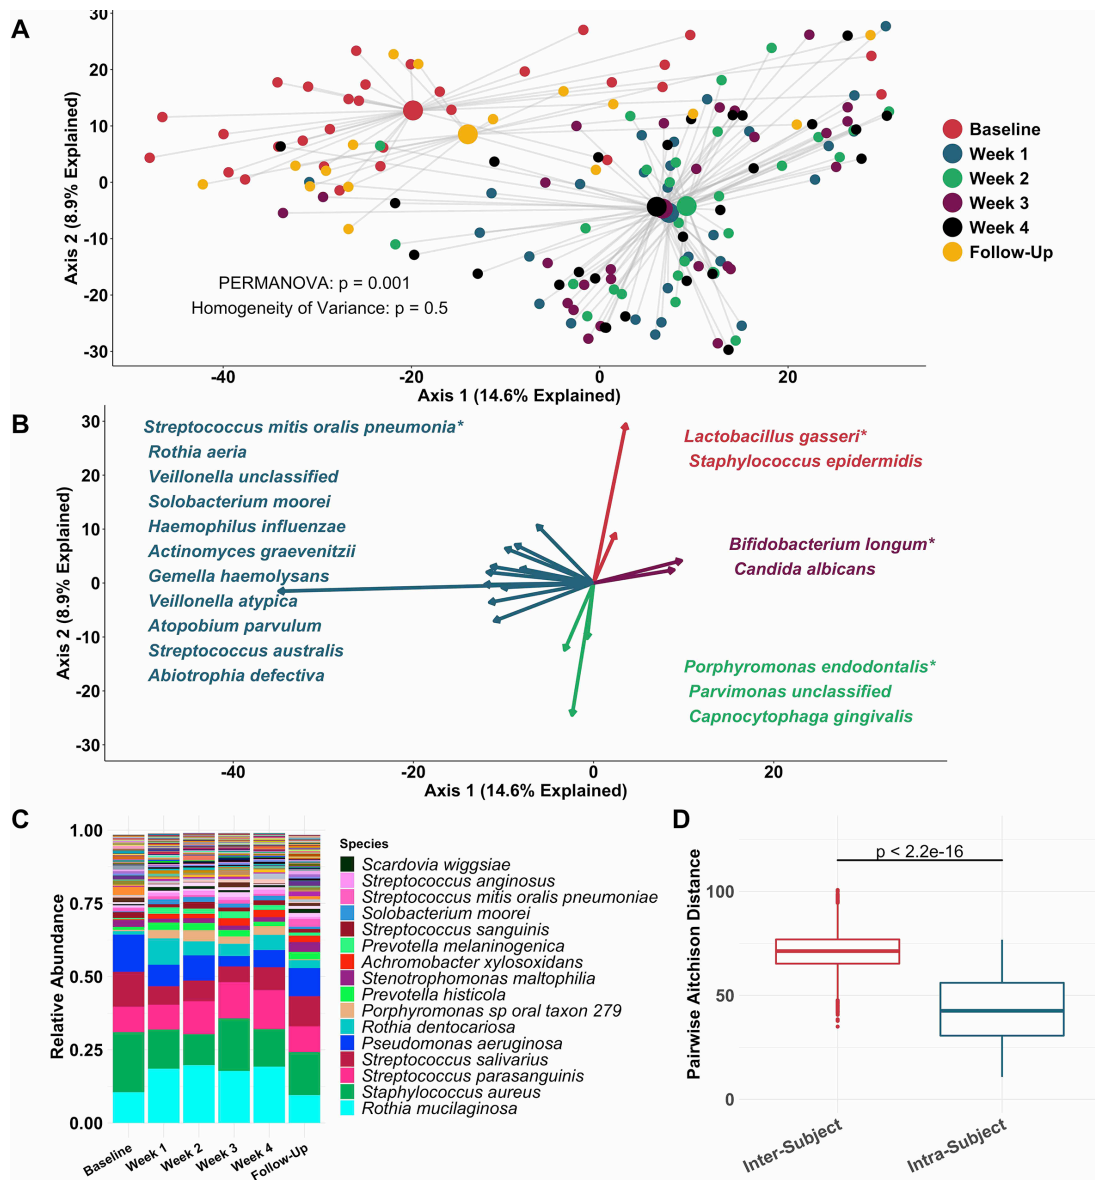 A
30
20
10
0
-10
-20
-30
Axis 2 (8.9% Explained)
PERMANOVA: p = 0.001
Homogeneity of Variance: p = 0.5
-40
-20
0
20
Axis 1 (14.6% Explained)
Baseline
Week 1
Week 2
Week 3
Week 4
Follow-Up
B
30
20
10
0
-10
-20
-30
Axis 2 (8.9% Explained)
Streptococcus mitis oralis pneumonia*
Rothia aeria
Veillonella unclassified
Solobacterium moorei
Haemophilus influenzae
Actinomyces graevenitzii
Gemella haemolysans
Veillonella atypica
Atopobium parvulum
Streptococcus australis
Abiotrophia defectiva
Lactobacillus gasseri*
Staphylococcus epidermidis
Bifidobacterium longum*
Candida albicans
Porphyromonas endodontalis*
Parvimonas unclassified
Capnocytophaga gingivalis
-40
-20
0
20
Axis 1 (14.6% Explained)
C
1.00
0.75
0.50
0.25
0.00
Relative Abundance
Baseline
Week 1
Week 2
Week 3
Week 4
Follow-Up
Species
Scardovia wiggsiae
Streptococcus anginosus
Streptococcus mitis oralis pneumoniae
Solobacterium moorei
Streptococcus sanguinis
Prevotella melaninogenica
Achromobacter xylosoxidans
Stenotrophomonas maltophilia
Prevotella histicola
Porphyromonas sp oral taxon 279
Rothia dentocariosa
Pseudomonas aeruginosa
Streptococcus salivarius
Streptococcus parasanguinis
Staphylococcus aureus
Rothia mucilaginosa
D
p < 2.2e-16
100
50
0
Pairwise Aitchison Distance
Inter-Subject
Intra-Subject